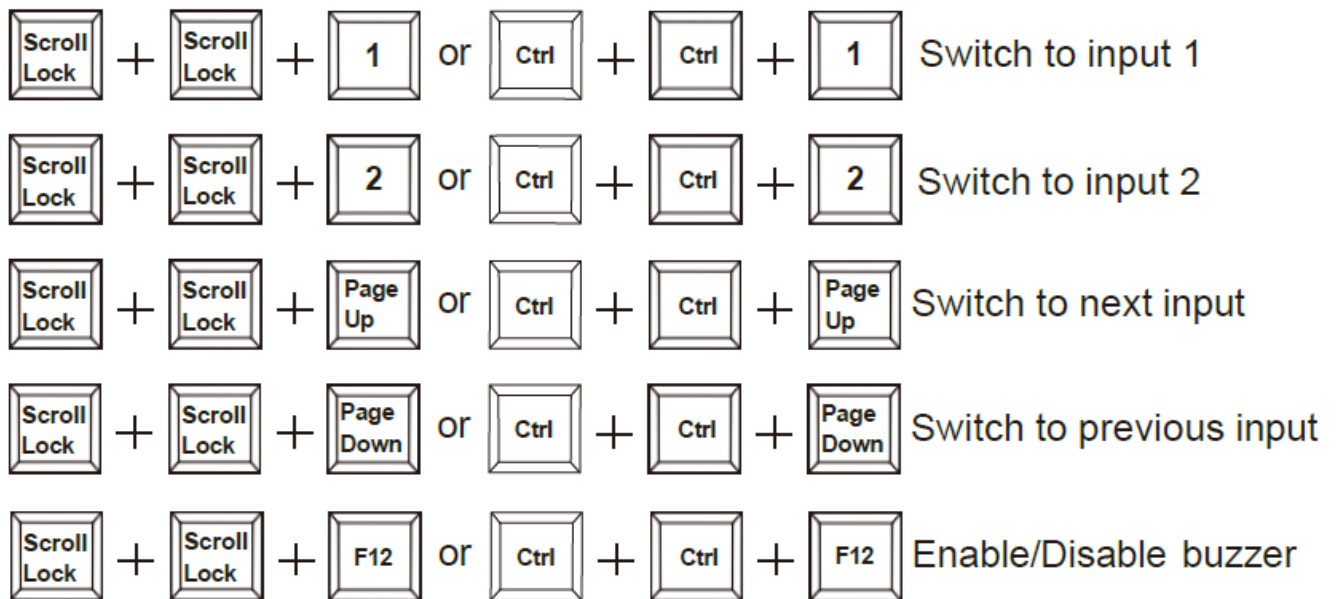 Scroll Lock + Scroll Lock + 1 or Ctrl + Ctrl + 1 Switch to input 1
Scroll Lock + Scroll Lock + 2 or Ctrl + Ctrl + 2 Switch to input 2
Scroll Lock + Scroll Lock + Page Up or Ctrl + Ctrl + Page Up Switch to next input
Scroll Lock + Scroll Lock + Page Down or Ctrl + Ctrl + Page Down Switch to previous input
Scroll Lock + Scroll Lock + F12 or Ctrl + Ctrl + F12 Enable/Disable buzzer